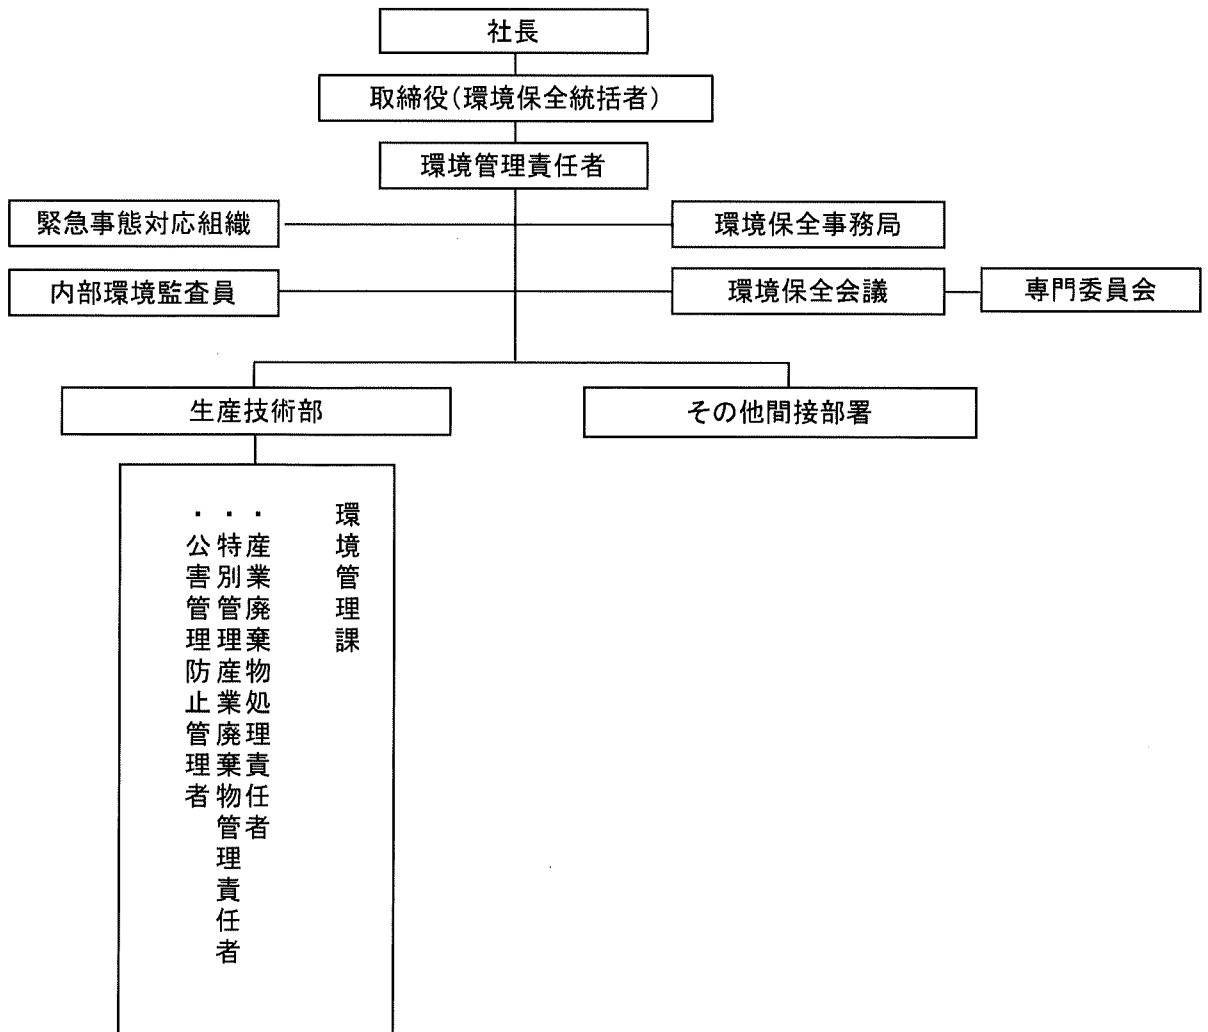 社長
取締役（環境保全統括者）
環境管理責任者
緊急事態対応組織
環境保全事務局
内部環境監査員
環境保全会議
専門委員会
生産技術部
その他間接部署
環境管理課
・産業廃棄物処理責任者
・特別管理産業廃棄物管理責任者
・公害管理防止管理者